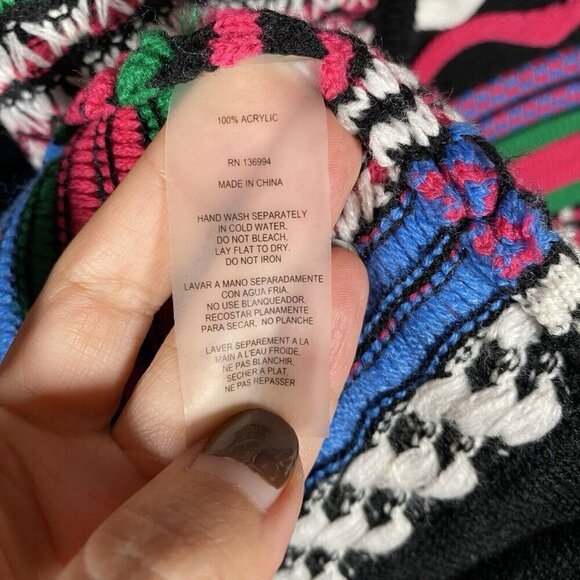 100% ACRYLIC
RN 136994
MADE IN CHINA
HAND WASH SEPARATELY
IN COLD WATER.
DO NOT BLEACH,
LAY FLAT TO DRY.
DO NOT IRON
LAVAR A MANO SEPARADAMENTE
CON AGUA FRIA.
NO USE BLANQUEADOR,
RECOSTAR PLANAMENTE
PARA SECAR, NO PLANCHE
LAVER SEPAREMENT A LA
MAIN A L'EAU FROIDE,
NE PAS BLANCHIR,
SECHER A PLAT
NE PAS REPASSER